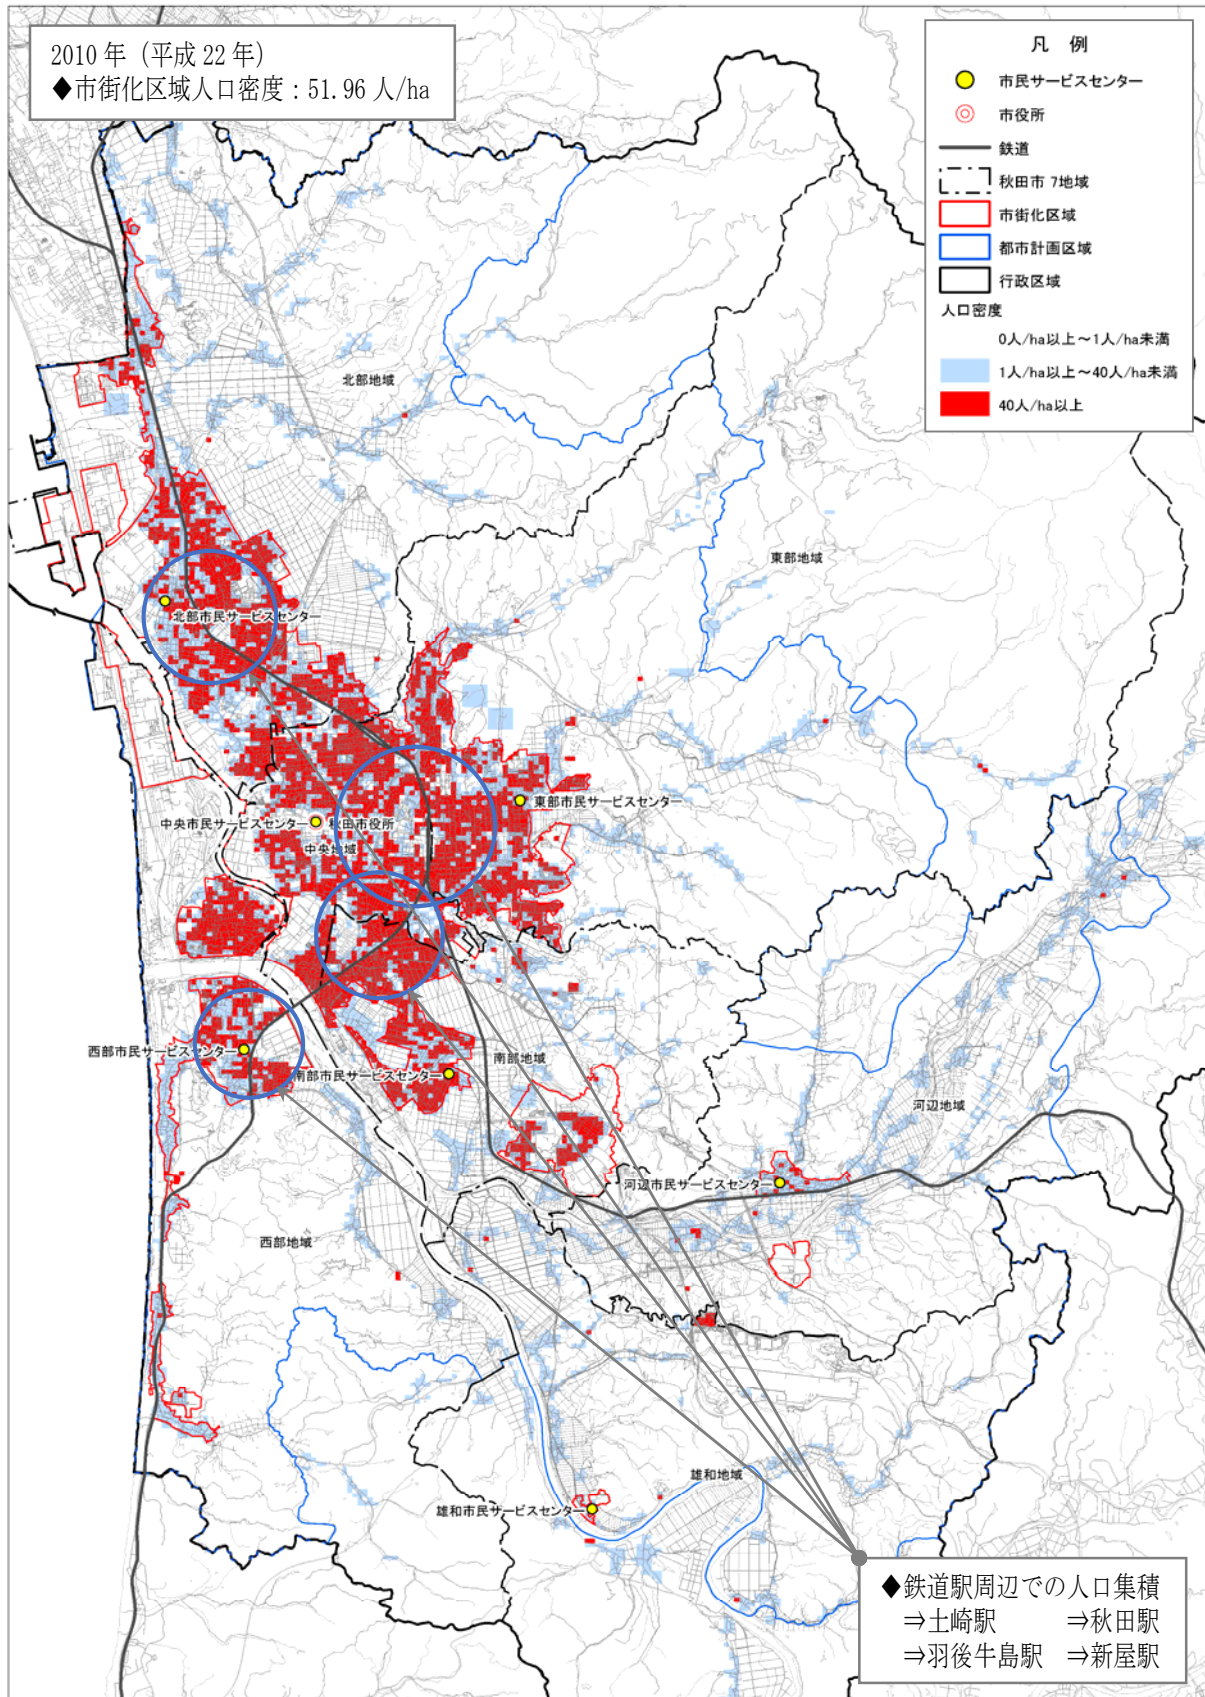 2010 年（平成 22 年）
◆市街化区域人口密度：51.96 人/ha
凡 例
市民サービスセンター
市役所
鉄道
秋田市 7地域
市街化区域
都市計画区域
行政区域
人口密度
0人/ha以上～1人/ha未満
1人/ha以上～40人/ha未満
40人/ha以上
北部地域
東部地域
北部市民サービスセンター
東部市民サービスセンター
中央市民サービスセンター
秋田市役所
中央地域
西部市民サービスセンター
南部市民サービスセンター
南部地域
河辺地域
河辺市民サービスセンター
西部地域
雄和地域
雄和市民サービスセンター
◆鉄道駅周辺での人口集積
⇒土崎駅 ⇒秋田駅
⇒羽後牛島駅 ⇒新屋駅